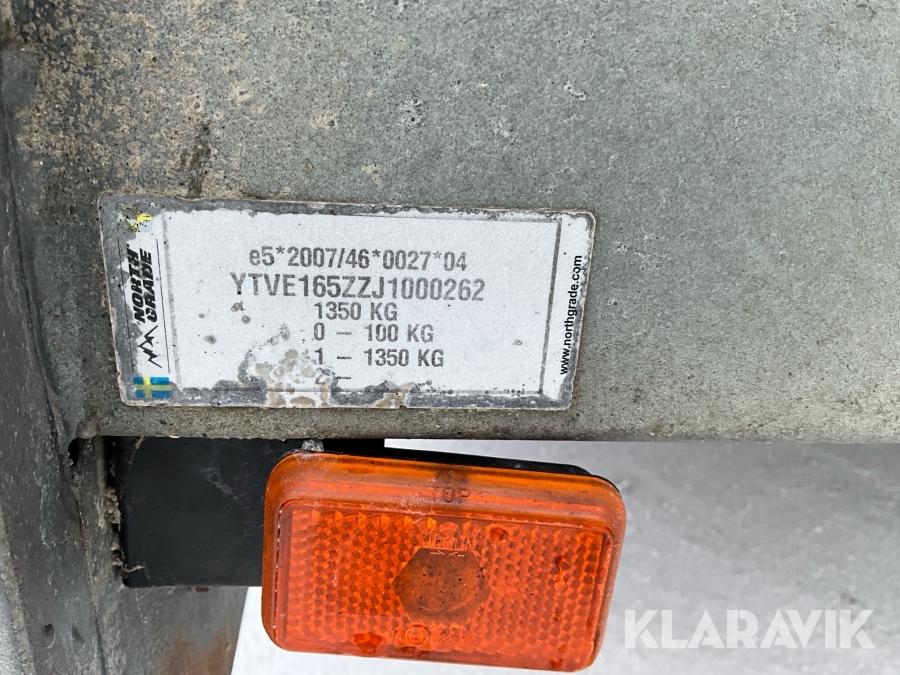 NORTH
GRADE
e5*2007/46*0027*04
YTVE165ZZJ1000262
1350 KG
0 - 100 KG
1 - 1350 KG
www.northgrade.com
TOP
KLARAVIK